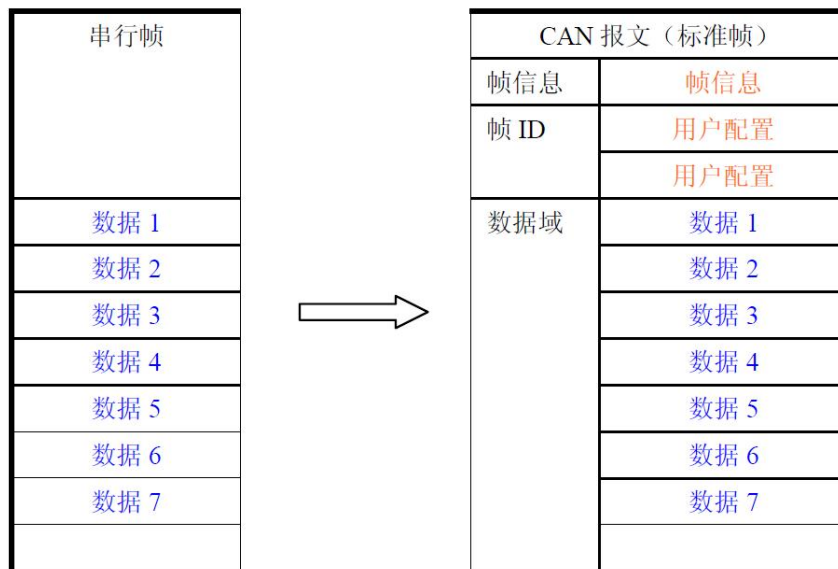 串行帧
数据 1
数据 2
数据 3
数据 4
数据 5
数据 6
数据 7
CAN 报文（标准帧）
帧信息 帧信息
帧 ID 用户配置
用户配置
数据域 数据 1
数据 2
数据 3
数据 4
数据 5
数据 6
数据 7